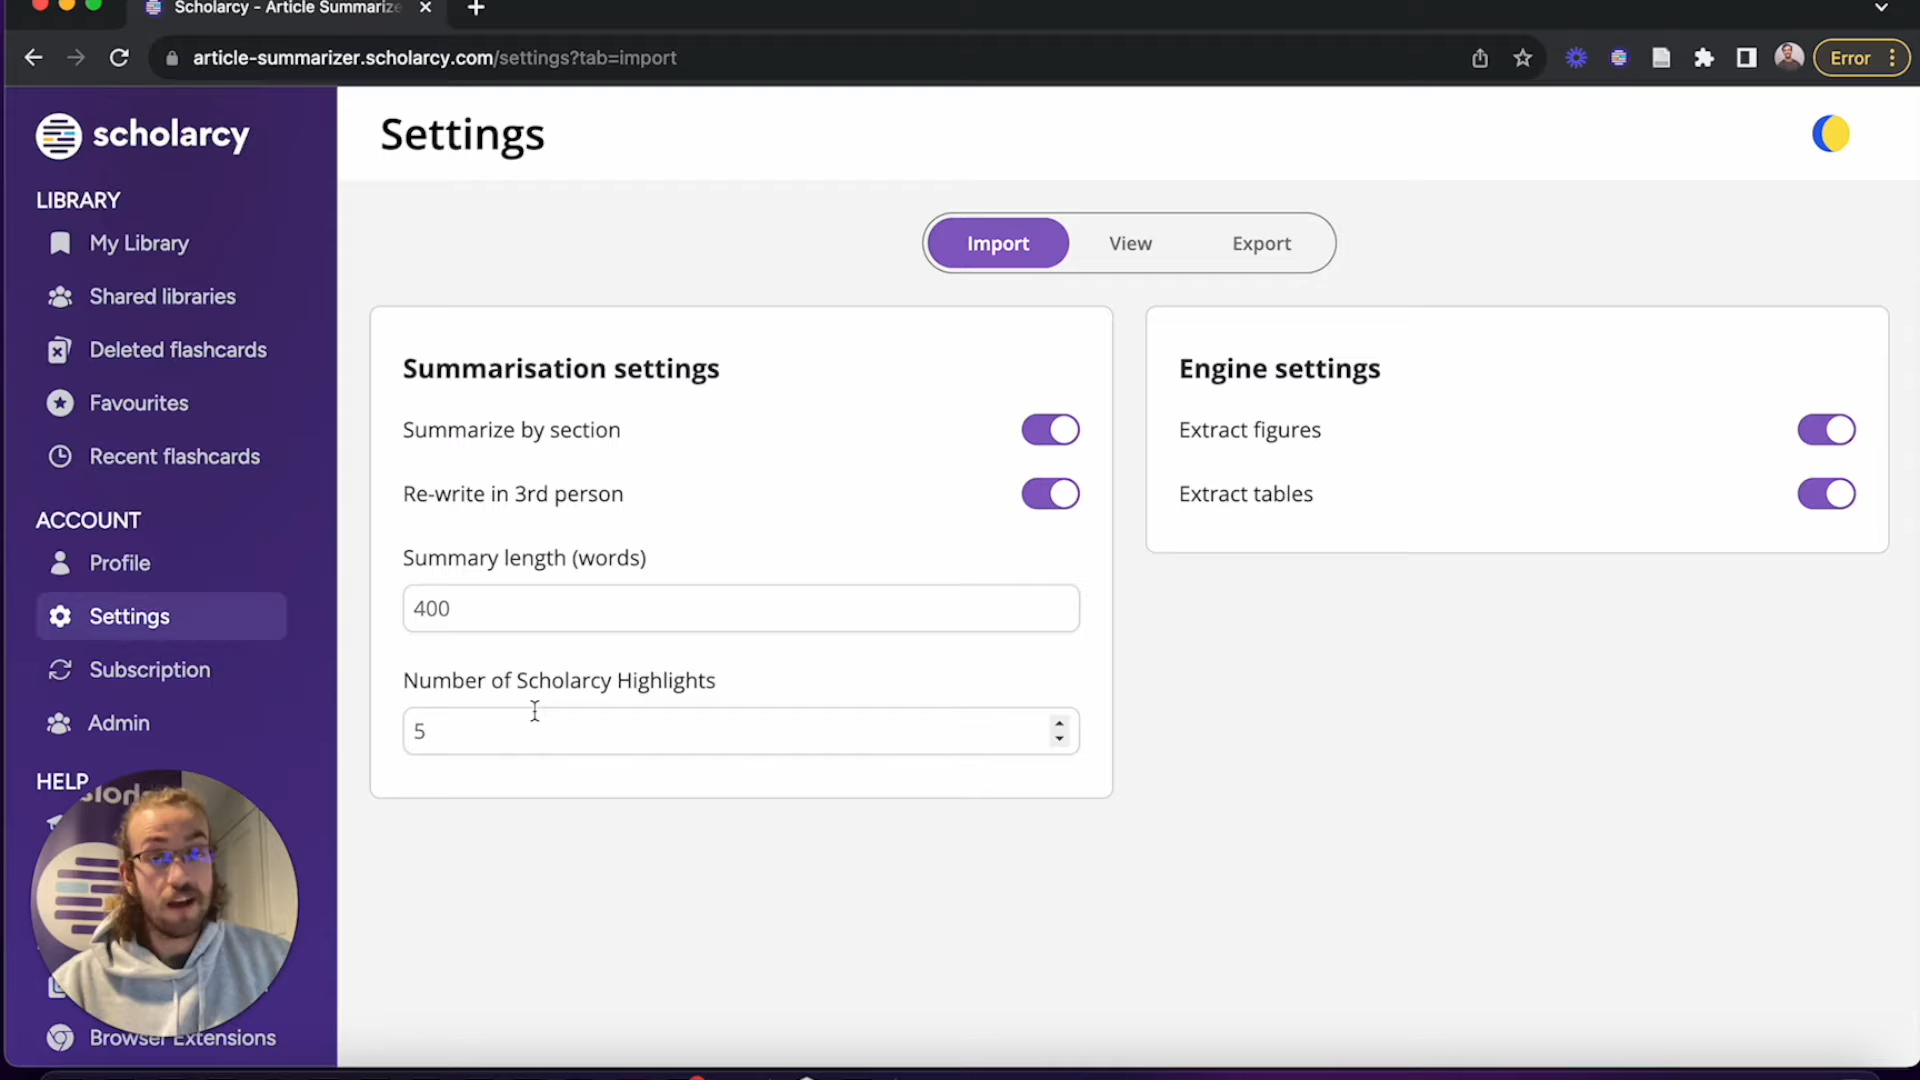 Scholarcy - Article Summarize
article-summarizer.scholarcy.com/settings?tab=import
Error
scholarcy
Settings
LIBRARY
My Library
Shared libraries
Deleted flashcards
Favourites
Recent flashcards
ACCOUNT
Profile
Settings
Subscription
Admin
HELP
Browser Extensions
Import
View
Export
Summarisation settings
Summarize by section
Re-write in 3rd person
Summary length (words)
400
Number of Scholarcy Highlights
5
Engine settings
Extract figures
Extract tables